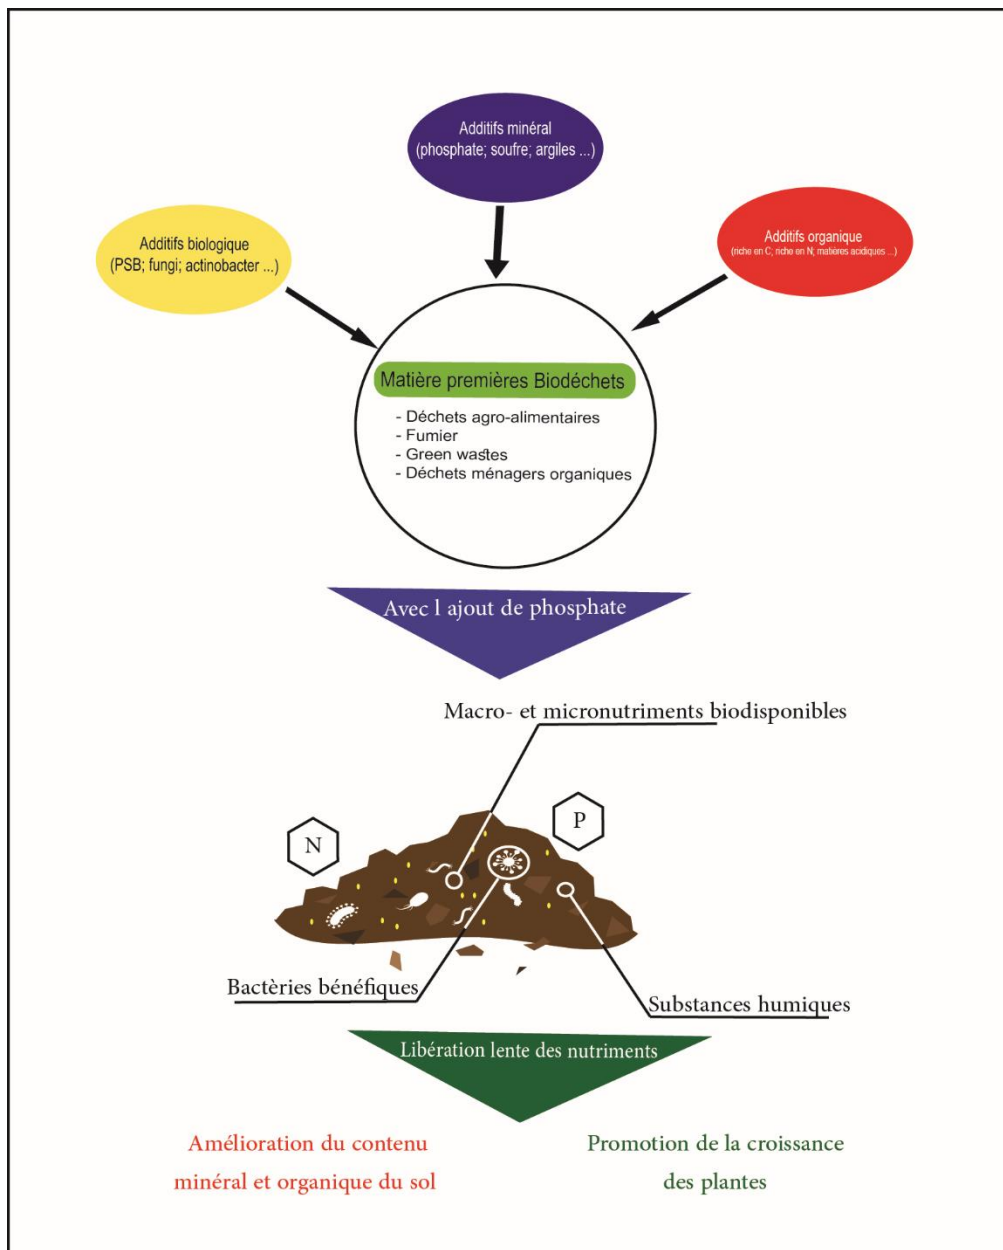 Additifs minéral
(phosphate; soufre; argiles ...)
Additifs biologique
(PSB; fungi; actinobacter ...)
Additifs organique
(riche en C; riche en N; matières acidiques ...)
Matière premières Biodéchets
- Déchets agro-alimentaires
- Fumier
- Green wastes
- Déchets ménagers organiques
Avec l ajout de phosphate
Macro- et micronutriments biodisponibles
N
P
Bactèries bénéfiques
Substances humiques
Libération lente des nutriments
Amélioration du contenu
minéral et organique du sol
Promotion de la croissance
des plantes